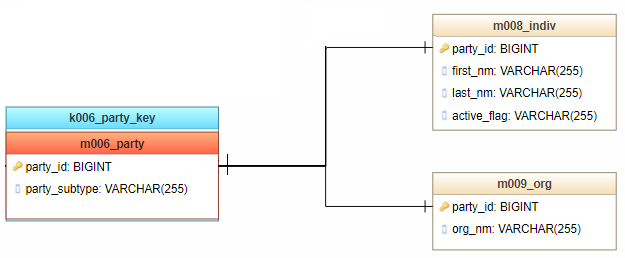 k006_party_key
m006_party
party_id: BIGINT
party_subtype: VARCHAR(255)
m008_indiv
party_id: BIGINT
first_nm: VARCHAR(255)
last_nm: VARCHAR(255)
active_flag: VARCHAR(255)
m009_org
party_id: BIGINT
org_nm: VARCHAR(255)